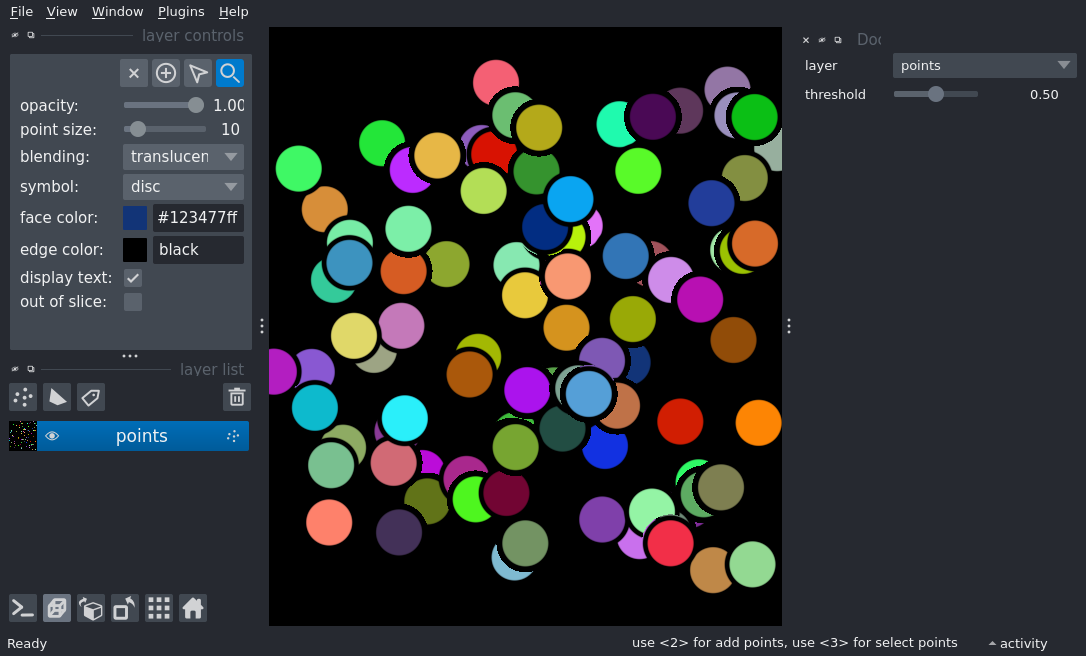 File View Window Plugins Help
layer controls
opacity: 1.00
point size: 10
blending: translucen
symbol: disc
face color: #123477ff
edge color: black
display text:
out of slice:
layer list
points
Doc
layer points
threshold 0.50
Ready
use <2> for add points, use <3> for select points
activity